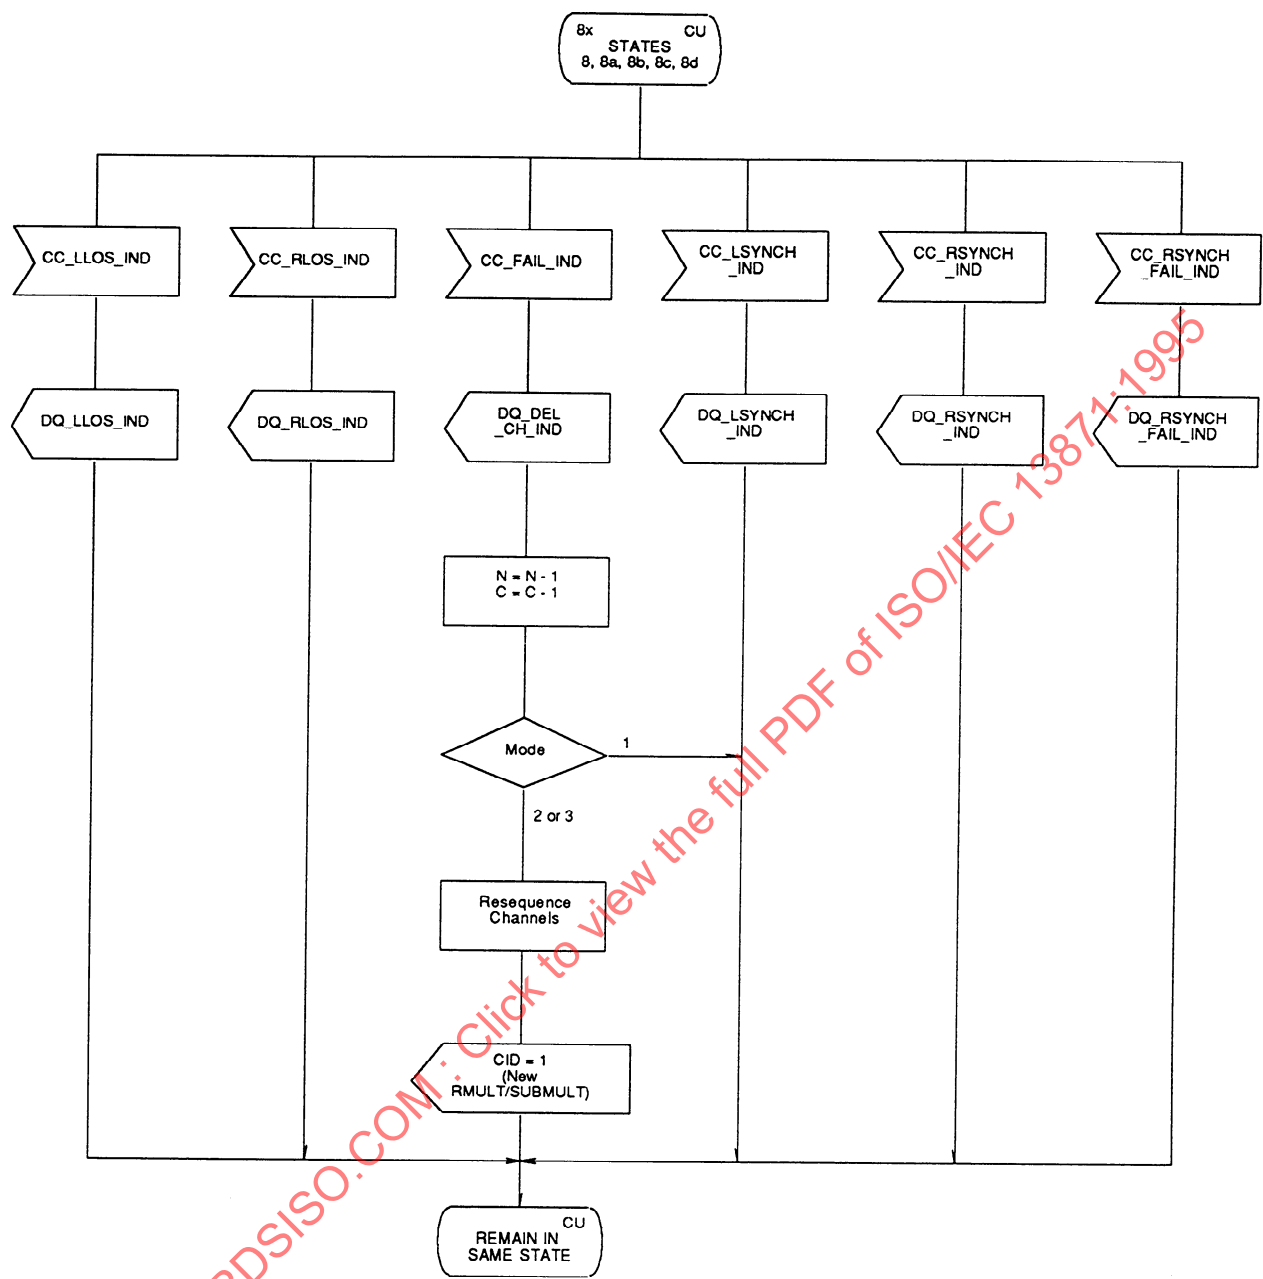 8x CU
STATES
8, 8a, 8b, 8c, 8d
CC_LLOS_IND
CC_RLOS_IND
CC_FAIL_IND
CC_LSYNCH
_IND
CC_RSYNCH
_IND
CC_RSYNCH
_FAIL_IND
DQ_LLOS_IND
DQ_RLOS_IND
DQ_DEL
_CH_IND
DQ_LSYNCH
_IND
DQ_RSYNCH
_IND
DQ_RSYNCH
_FAIL_IND
N = N - 1
C = C - 1
Mode
1
2 or 3
Resequence
Channels
CID = 1
(New
RMULT/SUBMULT)
CU
REMAIN IN
SAME STATE
RDSISO.COM : Click to view the full PDF of ISO/IEC 13871:1995